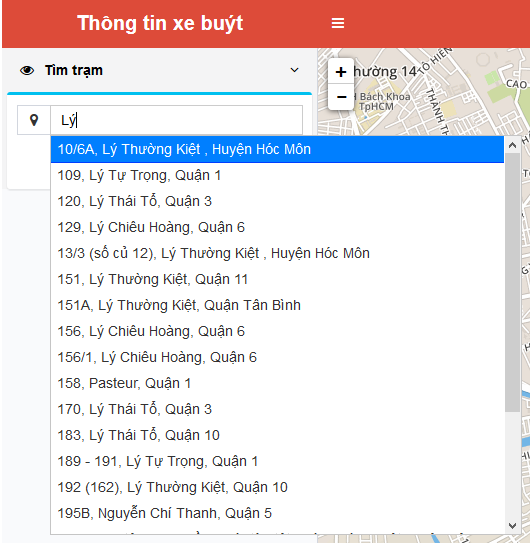 Thông tin xe buýt
Tìm trạm
Lý
10/6A, Lý Thường Kiệt , Huyện Hóc Môn
109, Lý Tự Trọng, Quận 1
120, Lý Thái Tổ, Quận 3
129, Lý Chiêu Hoàng, Quận 6
13/3 (số củ 12), Lý Thường Kiệt , Huyện Hóc Môn
151, Lý Thường Kiệt, Quận 11
151A, Lý Thường Kiệt, Quận Tân Bình
156, Lý Chiêu Hoàng, Quận 6
156/1, Lý Chiêu Hoàng, Quận 6
158, Pasteur, Quận 1
170, Lý Thái Tổ, Quận 3
183, Lý Thái Tổ, Quận 10
189 - 191, Lý Tự Trọng, Quận 1
192 (162), Lý Thường Kiệt, Quận 10
195B, Nguyễn Chí Thanh, Quận 5
+
−
14
Bách Khoa
TpHCM
TÔ HIẾN
CAO
THÀNH